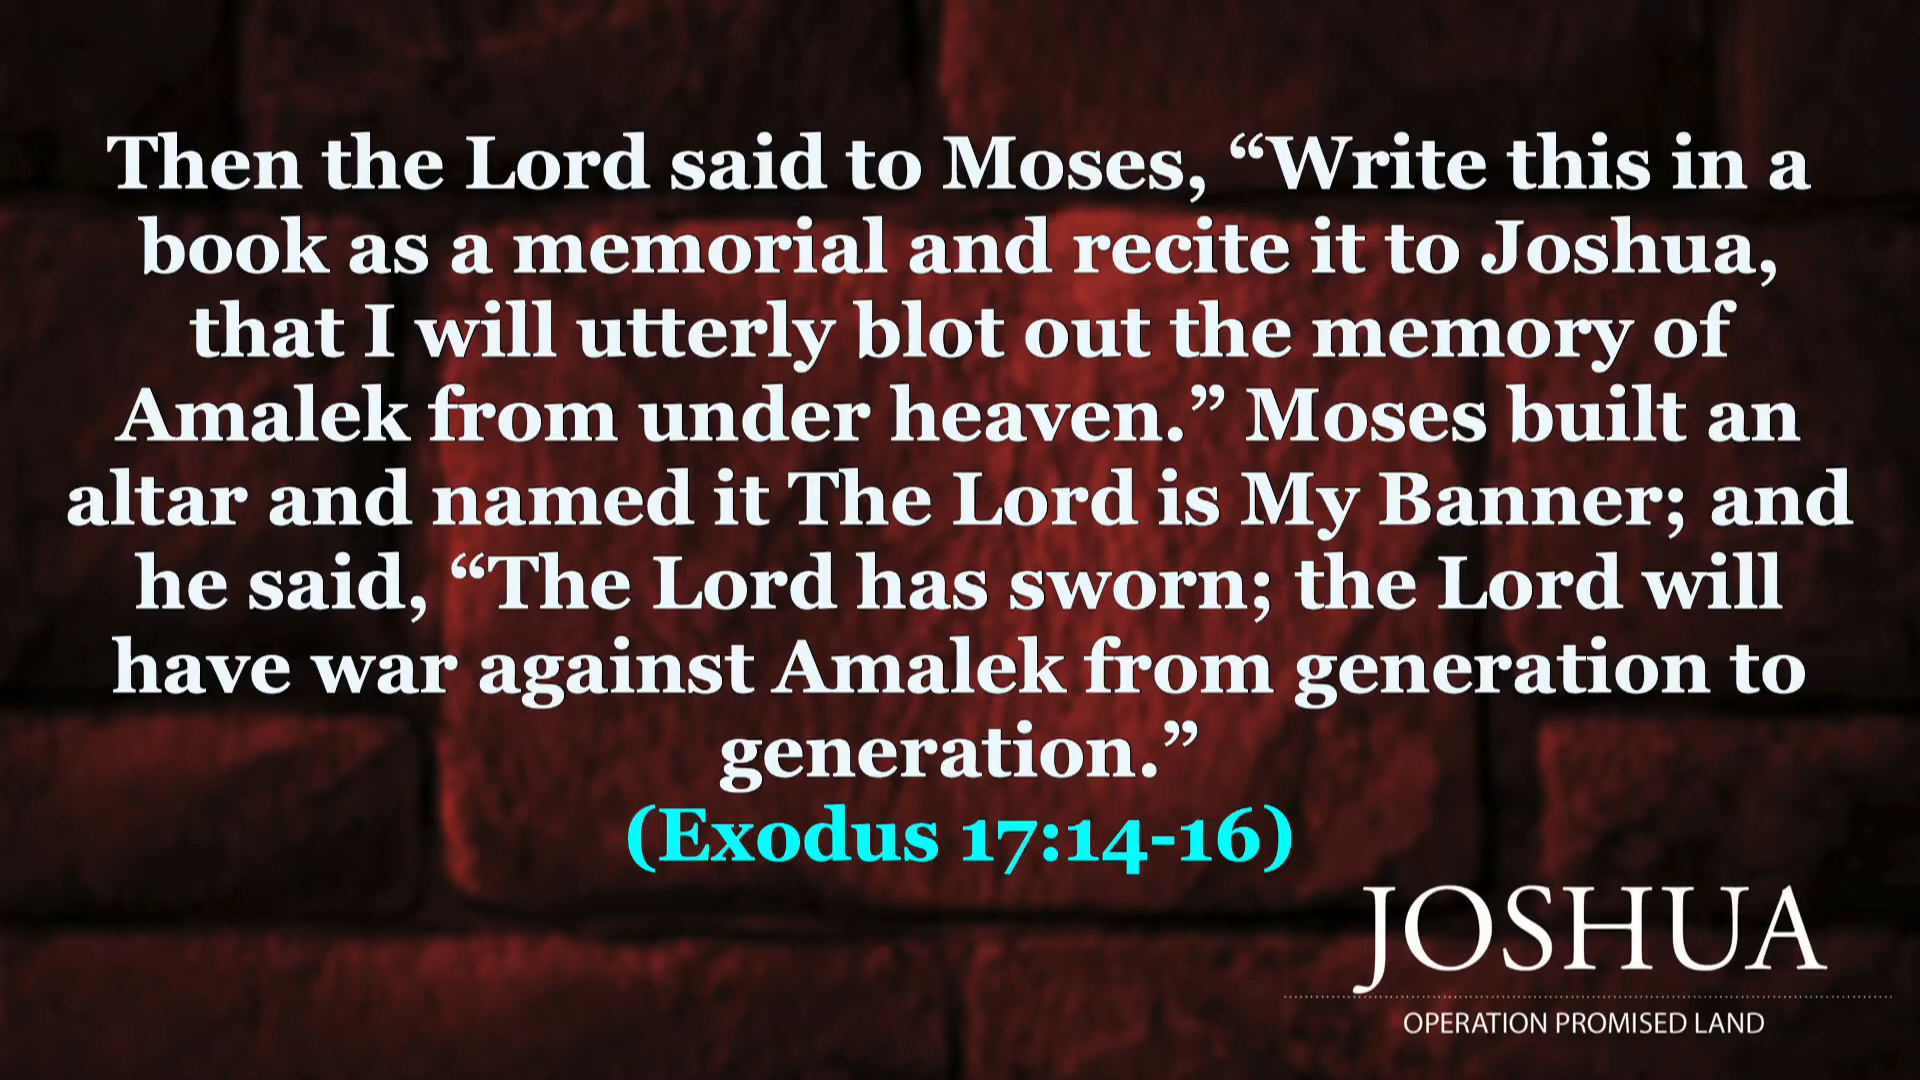 Then the Lord said to Moses, “Write this in a
book as a memorial and recite it to Joshua,
that I will utterly blot out the memory of
Amalek from under heaven.” Moses built an
altar and named it The Lord is My Banner; and
he said, “The Lord has sworn; the Lord will
have war against Amalek from generation to
generation.”
(Exodus 17:14-16)
JOSHUA
OPERATION PROMISED LAND